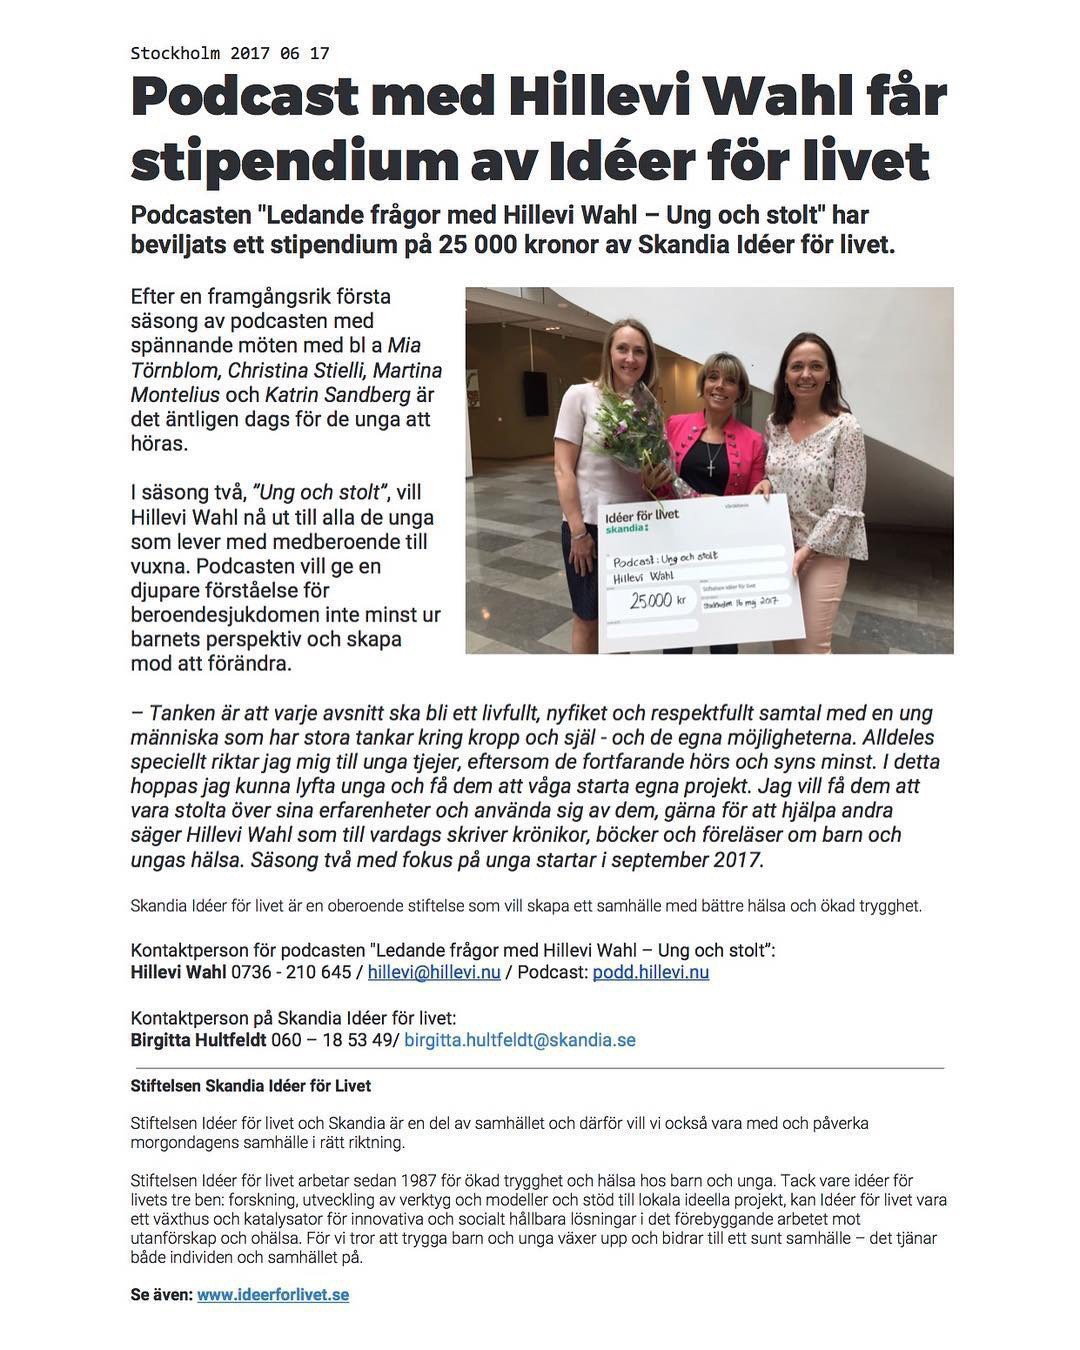 Stockholm 2017 06 17
Podcast med Hillevi Wahl får
stipendium av Idéer för livet
Podcasten "Ledande frågor med Hillevi Wahl – Ung och stolt" har
beviljats ett stipendium på 25 000 kronor av Skandia Idéer för livet.
Efter en framgångsrik första
säsong av podcasten med
spännande möten med bl a Mia
Törnblom, Christina Stielli, Martina
Montelius och Katrin Sandberg är
det äntligen dags för de unga att
höras.
I säsong två, ”Ung och stolt”, vill
Hillevi Wahl nå ut till alla de unga
som lever med medberoende till
vuxna. Podcasten vill ge en
djupare förståelse för
beroendesjukdomen inte minst ur
barnets perspektiv och skapa
mod att förändra.
Idéer för livet
skandia:
Podcast: Ung och stolt
Hillevi Wahl
Stiftelsen Idéer för livet
25000 kr
Stockholm 16 maj 2017
– Tanken är att varje avsnitt ska bli ett livfullt, nyfiket och respektfullt samtal med en ung
människa som har stora tankar kring kropp och själ - och de egna möjligheterna. Alldeles
speciellt riktar jag mig till unga tjejer, eftersom de fortfarande hörs och syns minst. I detta
hoppas jag kunna lyfta unga och få dem att våga starta egna projekt. Jag vill få dem att
vara stolta över sina erfarenheter och använda sig av dem, gärna för att hjälpa andra
säger Hillevi Wahl som till vardags skriver krönikor, böcker och föreläser om barn och
ungas hälsa. Säsong två med fokus på unga startar i september 2017.
Skandia Idéer för livet är en oberoende stiftelse som vill skapa ett samhälle med bättre hälsa och ökad trygghet.
Kontaktperson för podcasten "Ledande frågor med Hillevi Wahl – Ung och stolt”:
Hillevi Wahl 0736 - 210 645 / hillevi@hillevi.nu / Podcast: podd.hillevi.nu
Kontaktperson på Skandia Idéer för livet:
Birgitta Hultfeldt 060 – 18 53 49/ birgitta.hultfeldt@skandia.se
Stiftelsen Skandia Idéer för Livet
Stiftelsen Idéer för livet och Skandia är en del av samhället och därför vill vi också vara med och påverka
morgondagens samhälle i rätt riktning.
Stiftelsen Idéer för livet arbetar sedan 1987 för ökad trygghet och hälsa hos barn och unga. Tack vare idéer för
livets tre ben: forskning, utveckling av verktyg och modeller och stöd till lokala ideella projekt, kan Idéer för livet vara
ett växthus och katalysator för innovativa och socialt hållbara lösningar i det förebyggande arbetet mot
utanförskap och ohälsa. För vi tror att trygga barn och unga växer upp och bidrar till ett sunt samhälle – det tjänar
både individen och samhället på.
Se även: www.ideerforlivet.se